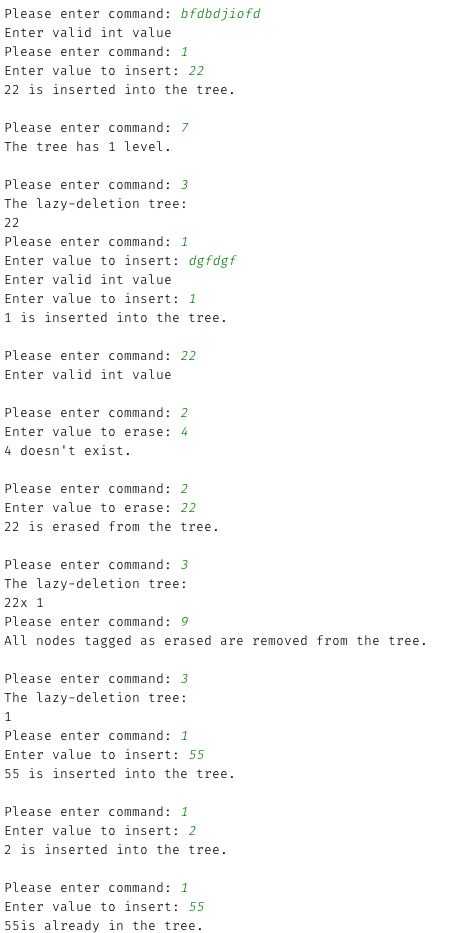 Please enter command: bfdbdjiofd
Enter valid int value
Please enter command: 1
Enter value to insert: 22
22 is inserted into the tree.
Please enter command: 7
The tree has 1 level.
Please enter command: 3
The lazy-deletion tree:
22
Please enter command: 1
Enter value to insert: dgfdgf
Enter valid int value
Enter value to insert: 1
1 is inserted into the tree.
Please enter command: 22
Enter valid int value
Please enter command: 2
Enter value to erase: 4
4 doesn't exist.
Please enter command: 2
Enter value to erase: 22
22 is erased from the tree.
Please enter command: 3
The lazy-deletion tree:
22x 1
Please enter command: 9
All nodes tagged as erased are removed from the tree.
Please enter command: 3
The lazy-deletion tree:
1
Please enter command: 1
Enter value to insert: 55
55 is inserted into the tree.
Please enter command: 1
Enter value to insert: 2
2 is inserted into the tree.
Please enter command: 1
Enter value to insert: 55
55is already in the tree.